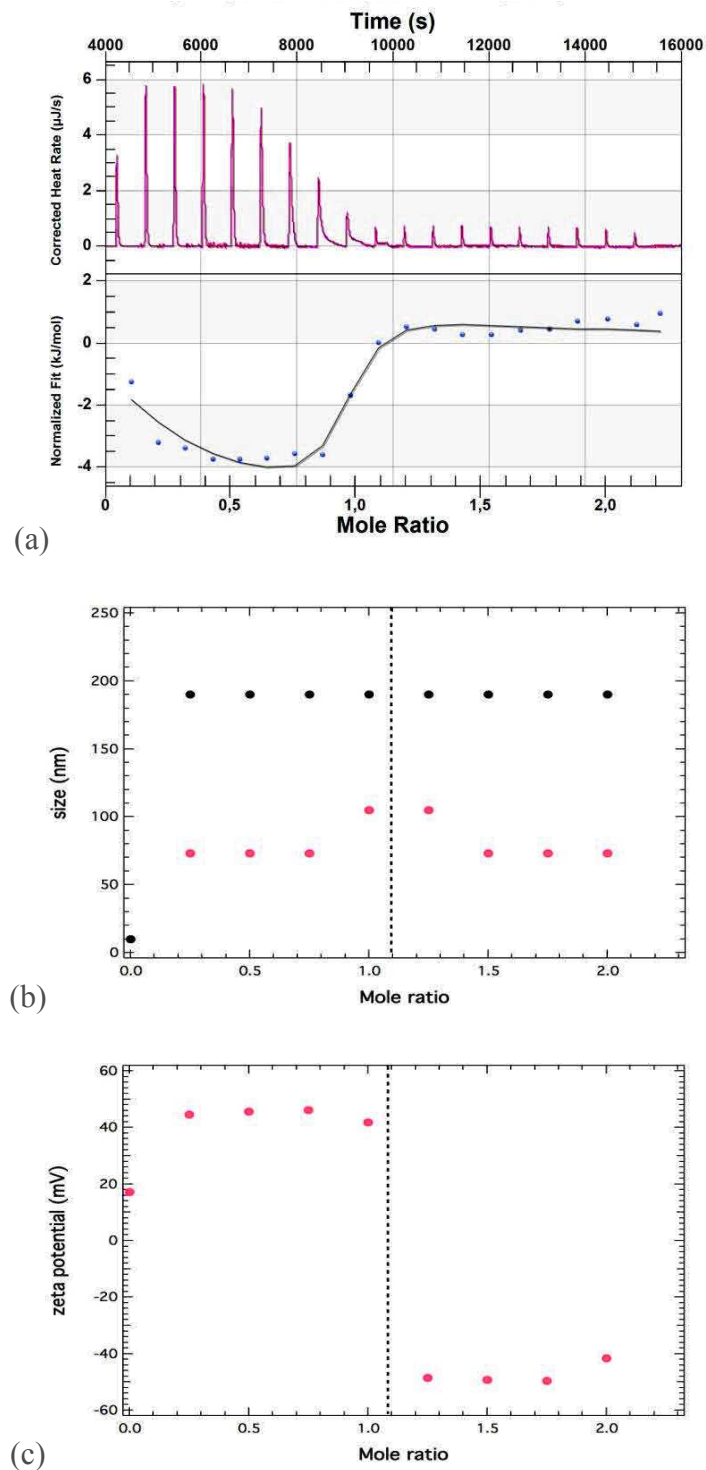 Time (s)
4000 6000 8000 10000 12000 14000 16000
Corrected Heat Rate (µJ/s)
6
4
2
0
Normalized Fit (kJ/mol)
2
0
-2
-4
0 0,5 1,0 1,5 2,0
Mole Ratio
(a)
size (nm)
250
200
150
100
50
0
0.0 0.5 1.0 1.5 2.0
Mole ratio
(b)
zeta potential (mV)
60
40
20
0
-20
-40
-60
0.0 0.5 1.0 1.5 2.0
Mole ratio
(c)